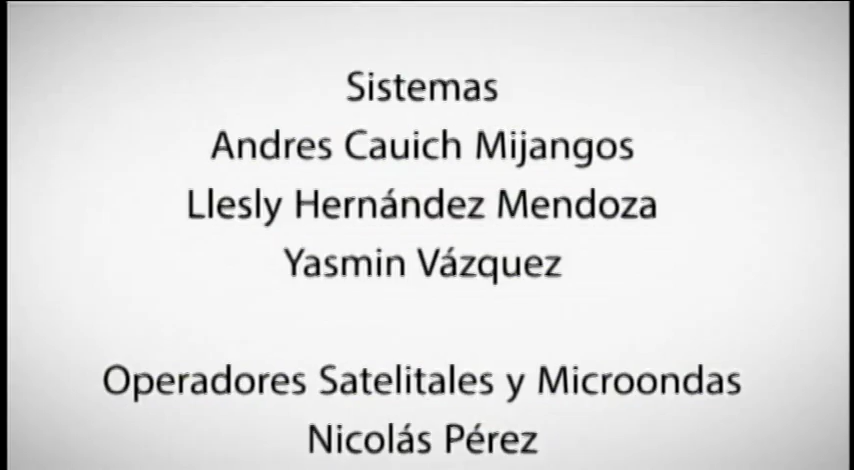 Sistemas
Andres Cauich Mijangos
Llesly Hernández Mendoza
Yasmin Vázquez
Operadores Satelitales y Microondas
Nicolás Pérez